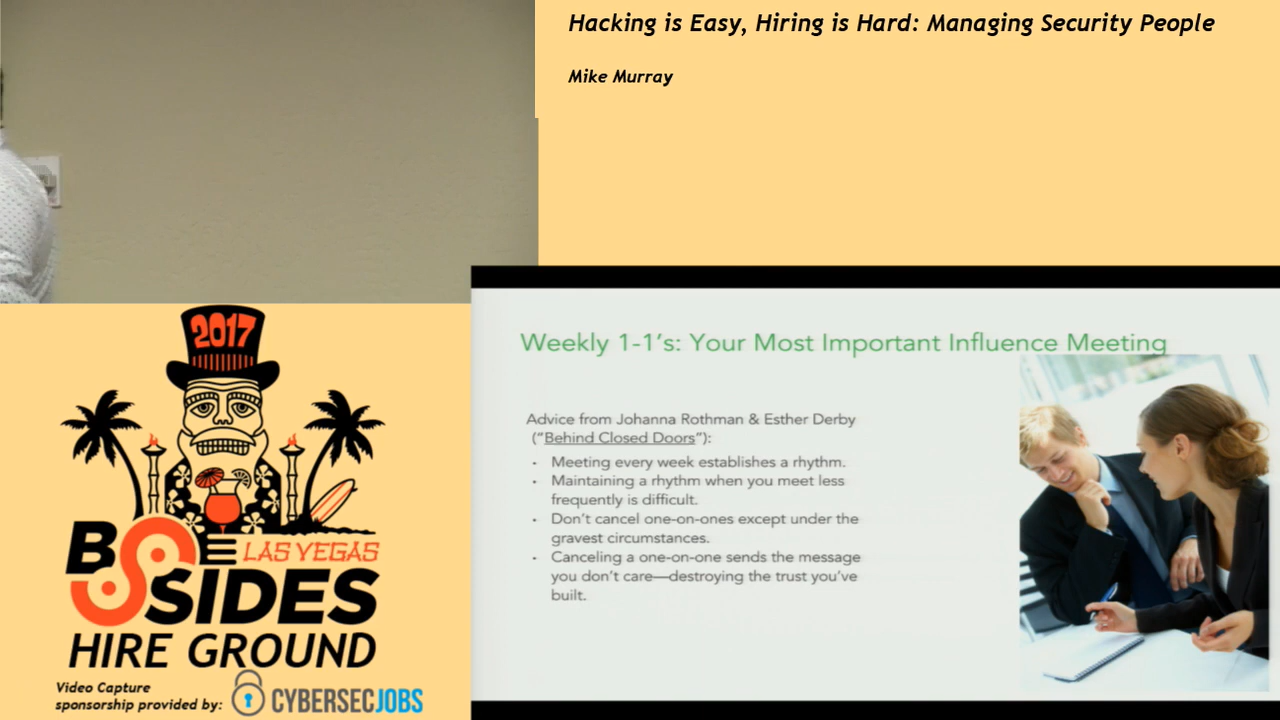 Hacking is Easy, Hiring is Hard: Managing Security People
Mike Murray
2017
BSIDES
LAS VEGAS
HIRE GROUND
Video Capture
sponsorship provided by:
CYBERSECJOBS
Weekly 1-1's: Your Most Important Influence Meeting
Advice from Johanna Rothman & Esther Derby
("Behind Closed Doors"):
• Meeting every week establishes a rhythm.
• Maintaining a rhythm when you meet less
frequently is difficult.
• Don't cancel one-on-ones except under the
gravest circumstances.
• Canceling a one-on-one sends the message
you don't care—destroying the trust you've
built.